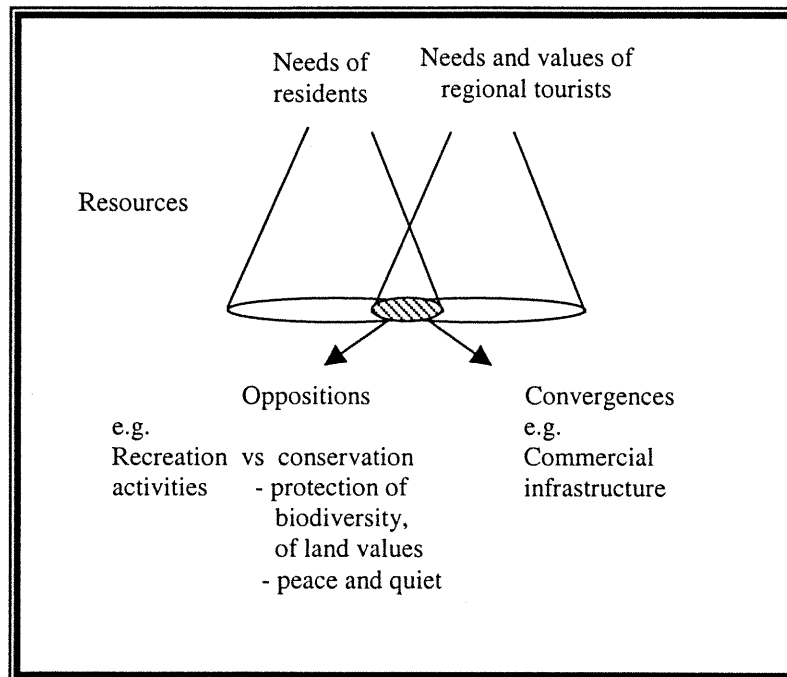 Needs of
residents
Needs and values of
regional tourists
Resources
Oppositions
e.g.
Recreation vs conservation
activities - protection of
biodiversity,
of land values
- peace and quiet
Convergences
e.g.
Commercial
infrastructure